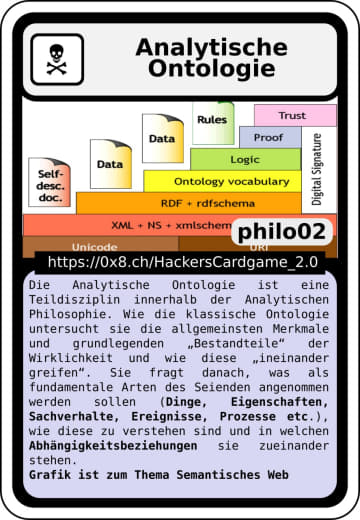 Analytische
Ontologie
Rules
Trust
Data
Proof
Data
Logic
Digital Signature
Self-
desc.
doc.
Ontology vocabulary
RDF + rdfschema
XML + NS + xmlschem
philo02
Unicode
URI
https://0x8.ch/HackersCardgame_2.0
Die Analytische Ontologie ist eine
Teildisziplin innerhalb der Analytischen
Philosophie. Wie die klassische Ontologie
untersucht sie die allgemeinsten Merkmale
und grundlegenden „Bestandteile“ der
Wirklichkeit und wie diese „ineinander
greifen“. Sie fragt danach, was als
fundamentale Arten des Seienden angenommen
werden sollen (Dinge, Eigenschaften,
Sachverhalte, Ereignisse, Prozesse etc.),
wie diese zu verstehen sind und in welchen
Abhängigkeitsbeziehungen sie zueinander
stehen.
Grafik ist zum Thema Semantisches Web